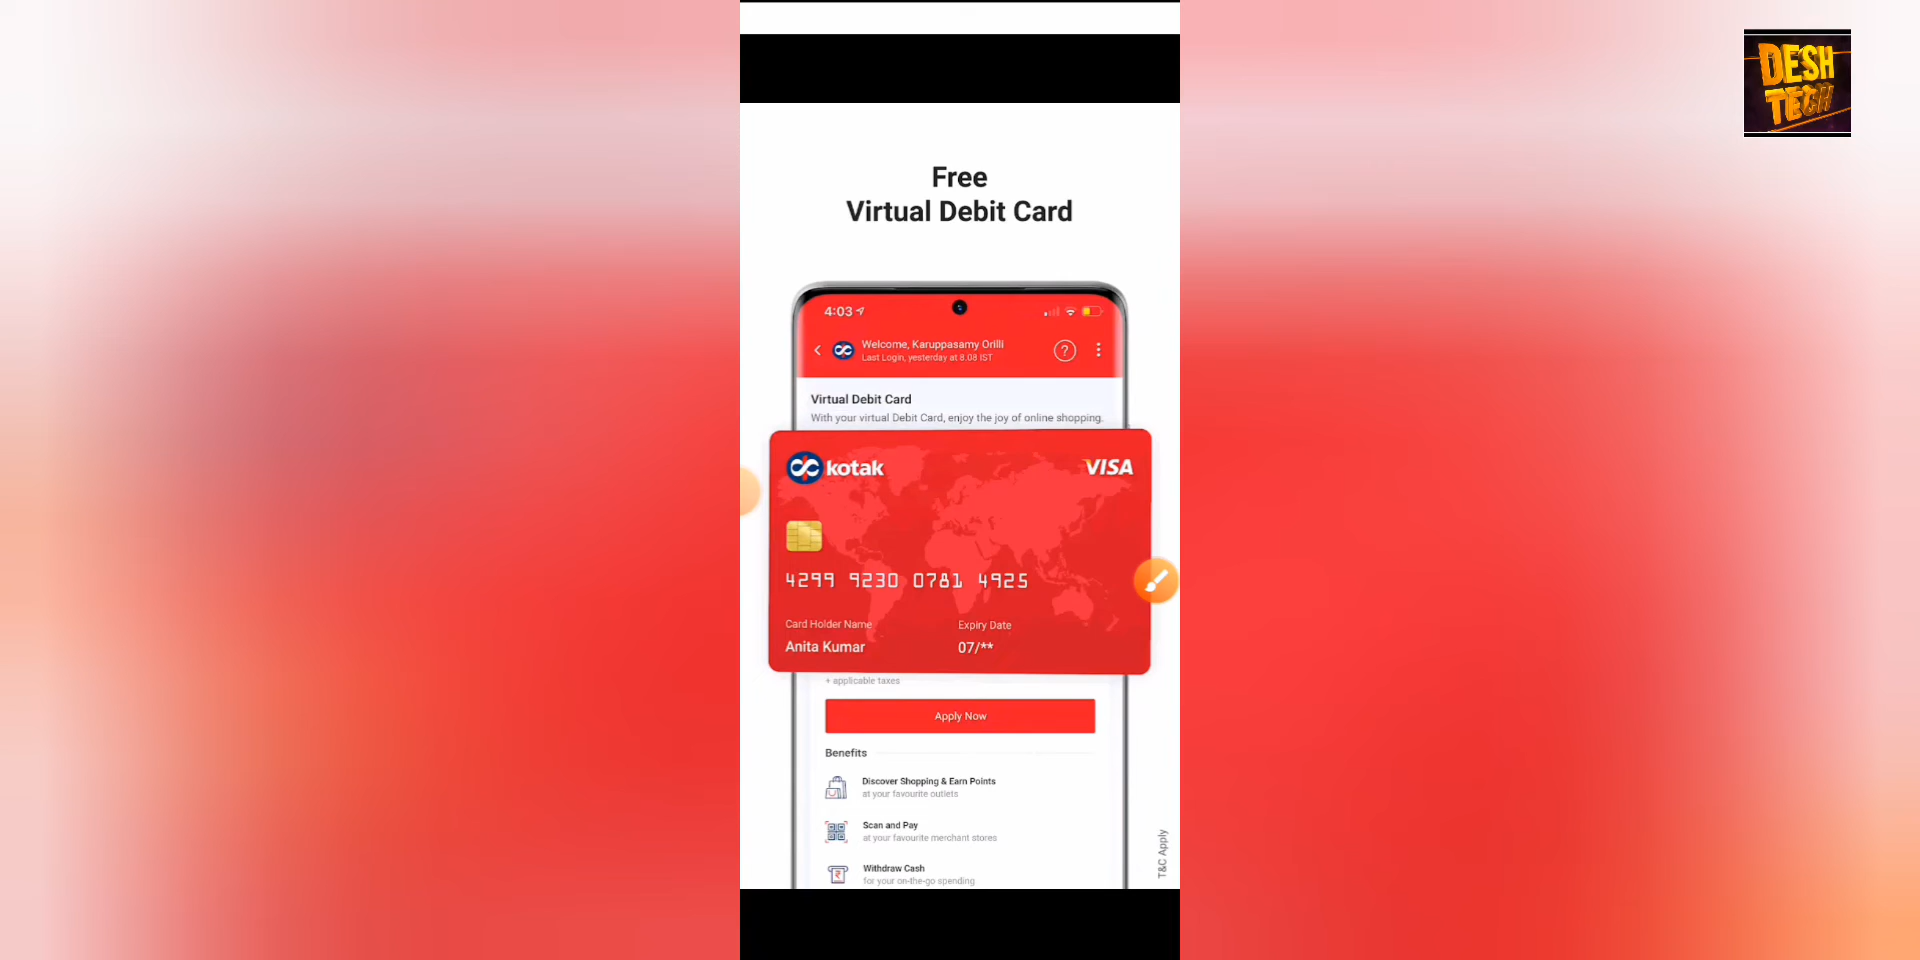 DESH
TECH
Free
Virtual Debit Card
4:03
Welcome, Karuppasamy Orilli
Last Login, yesterday at 8.08 IST
?
Virtual Debit Card
With your virtual Debit Card, enjoy the joy of online shopping.
kotak
VISA
4299 9230 0781 4925
Card Holder Name
Expiry Date
Anita Kumar
07/**
+ applicable taxes
Apply Now
Benefits
Discover Shopping & Earn Points
at your favourite outlets
Scan and Pay
at your favourite merchant stores
Withdraw Cash
for your on-the-go spending
T&C Apply